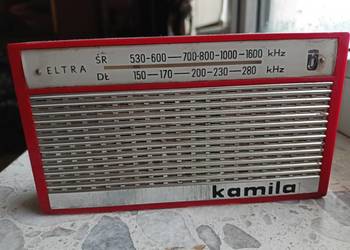 ELTRA
ŚR 530-600 700-800-1000-1600 kHz
DŁ 150-170 200-230-280 kHz
kamila